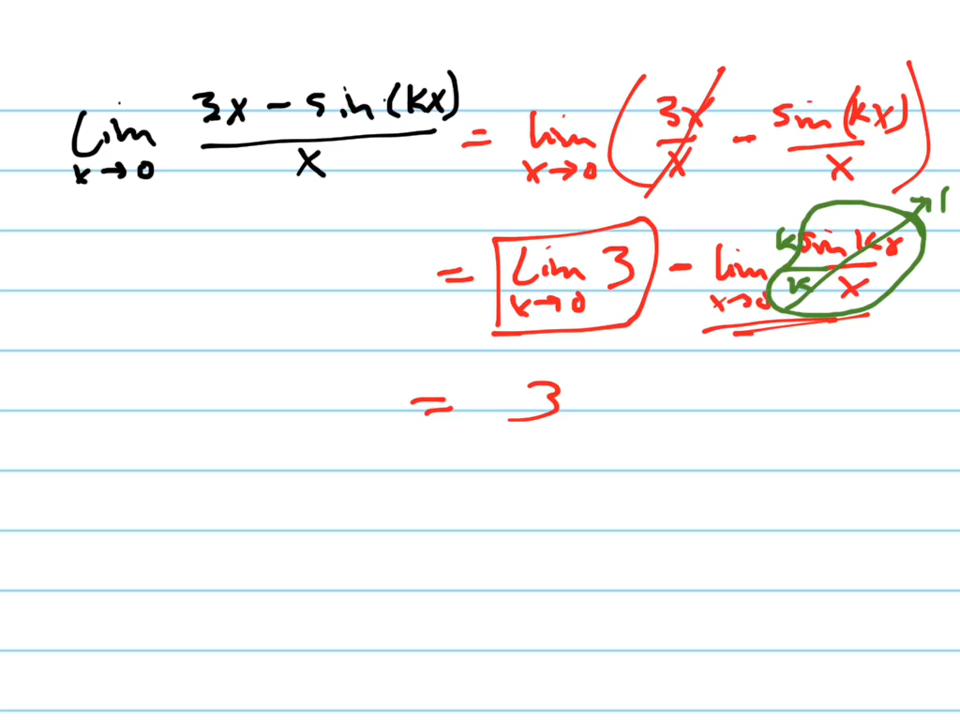 lim x→0 (3x - sin(kx))/x = lim x→0 (3x/x - sin(kx)/x)
= lim x→0 3 - lim x→0 k sin kx / k x → 1
= 3